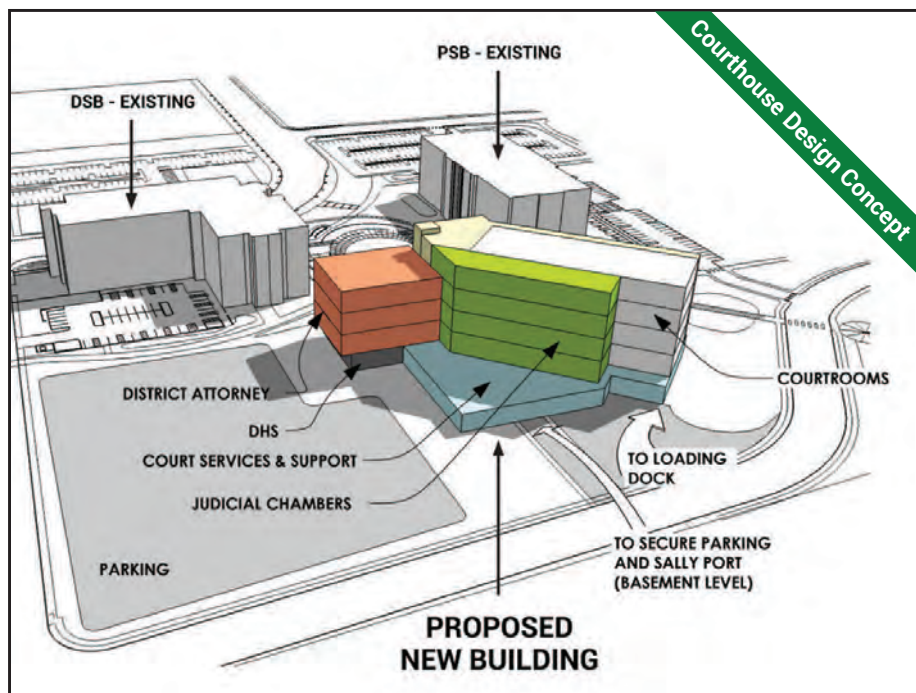 Courthouse Design Concept
PSB - EXISTING
DSB - EXISTING
DISTRICT ATTORNEY
DHS
COURT SERVICES & SUPPORT
JUDICIAL CHAMBERS
COURTROOMS
TO LOADING
DOCK
TO SECURE PARKING
AND SALLY PORT
(BASEMENT LEVEL)
PARKING
PROPOSED
NEW BUILDING